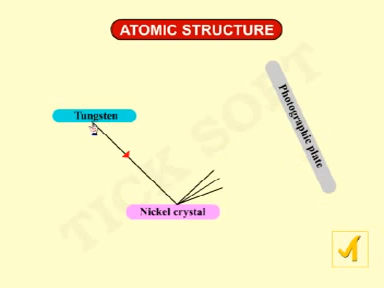 ATOMIC STRUCTURE
Tungsten
Photographic plate
Nickel crystal
TICK SOFT